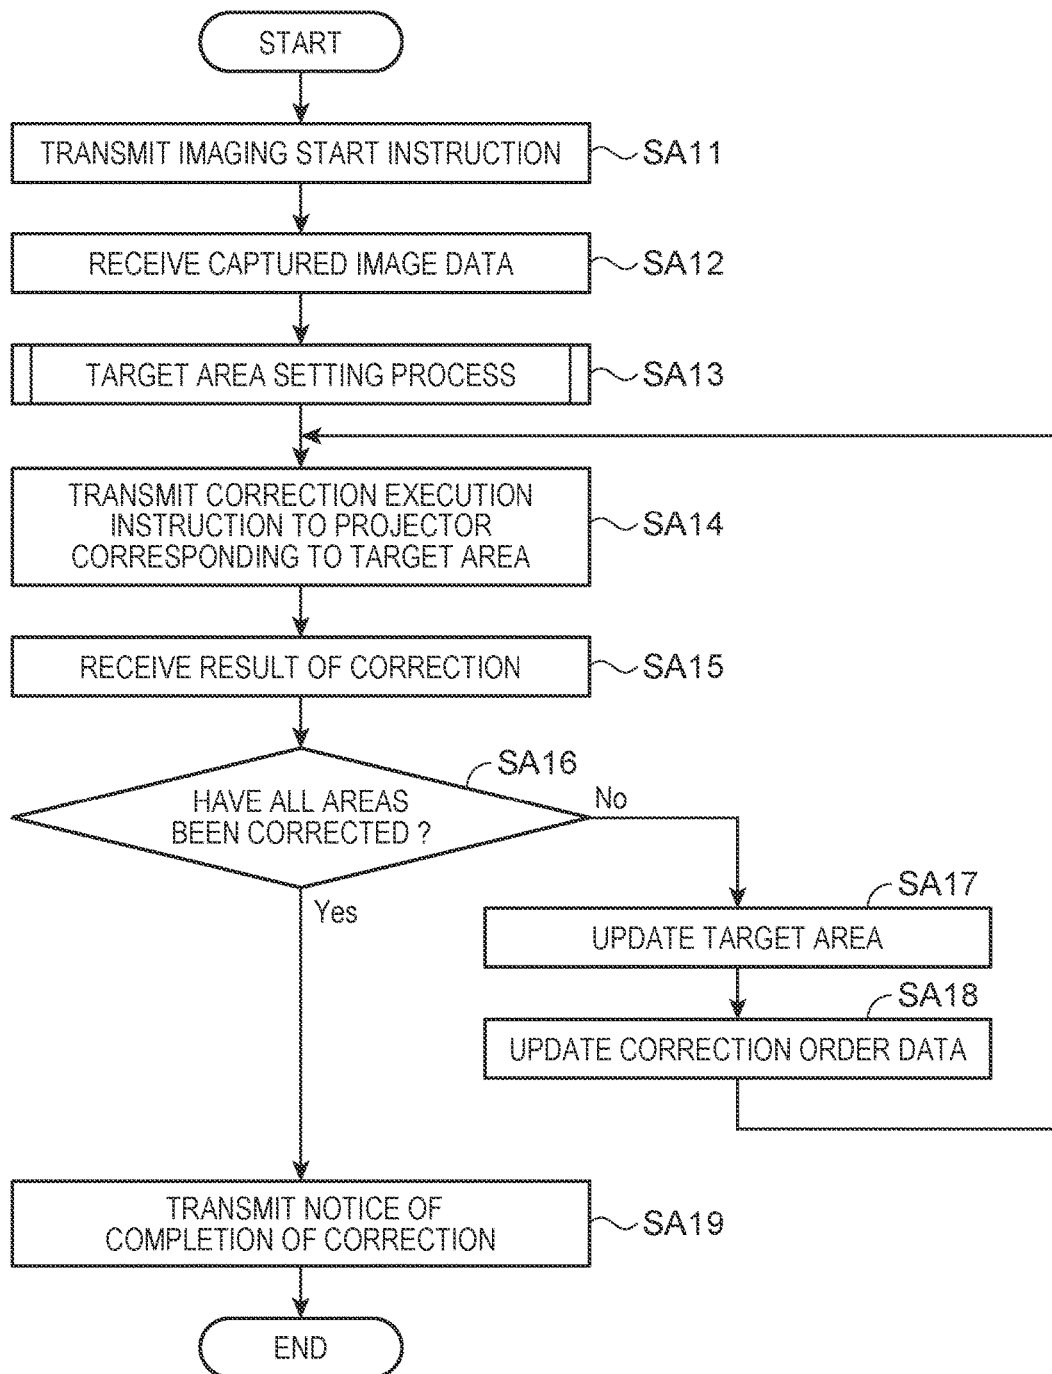 START
TRANSMIT IMAGING START INSTRUCTION
SA11
RECEIVE CAPTURED IMAGE DATA
SA12
TARGET AREA SETTING PROCESS
SA13
TRANSMIT CORRECTION EXECUTION
INSTRUCTION TO PROJECTOR
CORRESPONDING TO TARGET AREA
SA14
RECEIVE RESULT OF CORRECTION
SA15
SA16
HAVE ALL AREAS
BEEN CORRECTED ?
No
Yes
SA17
UPDATE TARGET AREA
SA18
UPDATE CORRECTION ORDER DATA
TRANSMIT NOTICE OF
COMPLETION OF CORRECTION
SA19
END